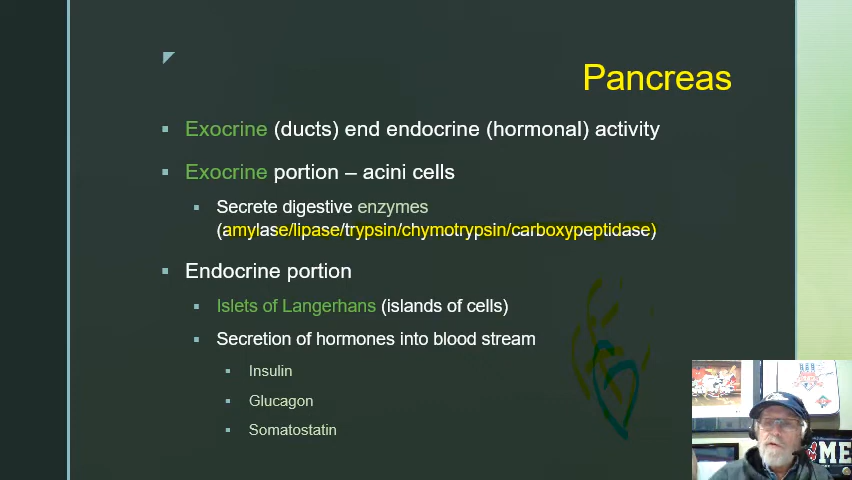 Pancreas
Exocrine (ducts) end endocrine (hormonal) activity
Exocrine portion – acini cells
Secrete digestive enzymes
(amylase/lipase/trypsin/chymotrypsin/carboxypeptidase)
Endocrine portion
Islets of Langerhans (islands of cells)
Secretion of hormones into blood stream
Insulin
Glucagon
Somatostatin
ME